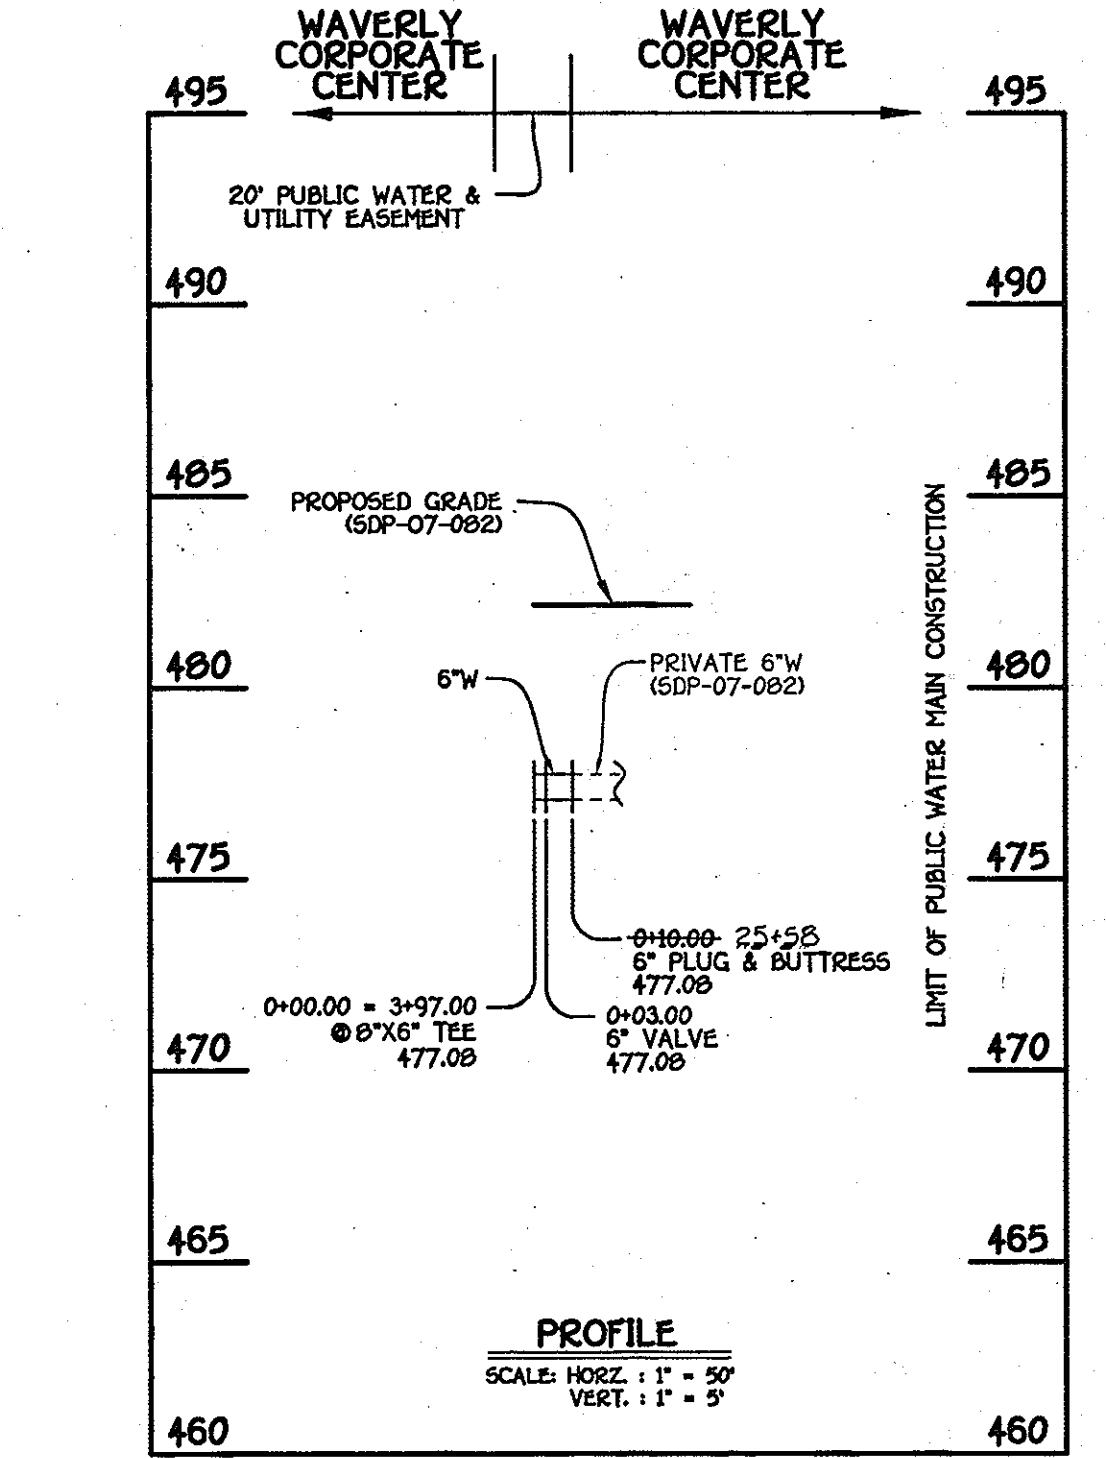 WAVERLY
CORPORATE
CENTER
WAVERLY
CORPORATE
CENTER
495
495
20' PUBLIC WATER &
UTILITY EASEMENT
490
490
485
485
PROPOSED GRADE
(SDP-07-082)
480
480
6"W
PRIVATE 6"W
(SDP-07-082)
LIMIT OF PUBLIC WATER MAIN CONSTRUCTION
475
475
0+10.00 25+58
6" PLUG & BUTTRESS
477.08
0+00.00 = 3+97.00
@ 8"X6" TEE
477.08
0+03.00
6" VALVE
477.08
470
470
465
465
PROFILE
SCALE: HORZ. : 1" = 50'
VERT. : 1" = 5'
460
460